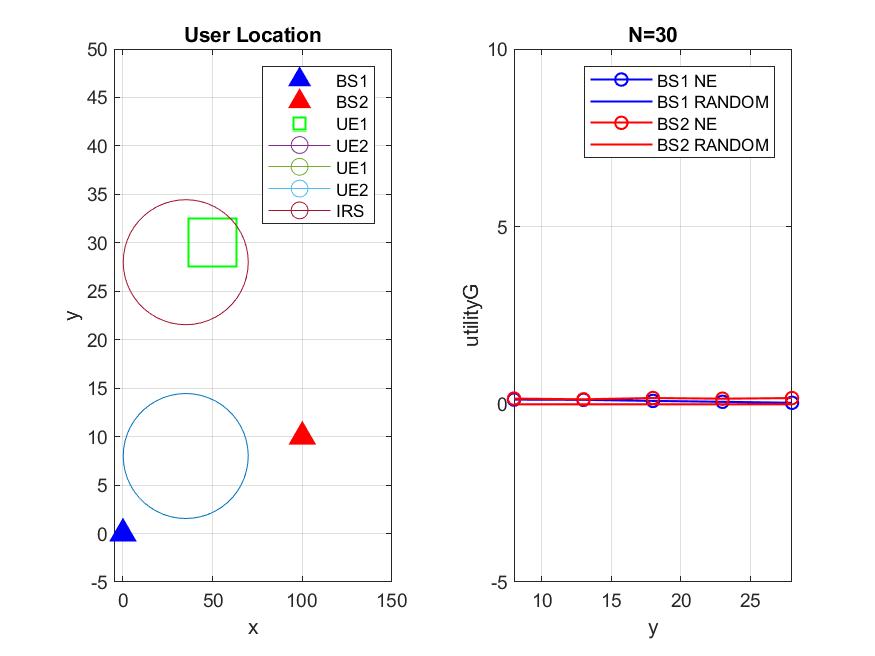 User Location
50
45
40
35
30
25
20
15
10
5
0
-5
y
0
50
100
150
x
BS1
BS2
UE1
UE2
UE1
UE2
IRS
N=30
10
5
0
-5
utilityG
10
15
20
25
y
BS1 NE
BS1 RANDOM
BS2 NE
BS2 RANDOM